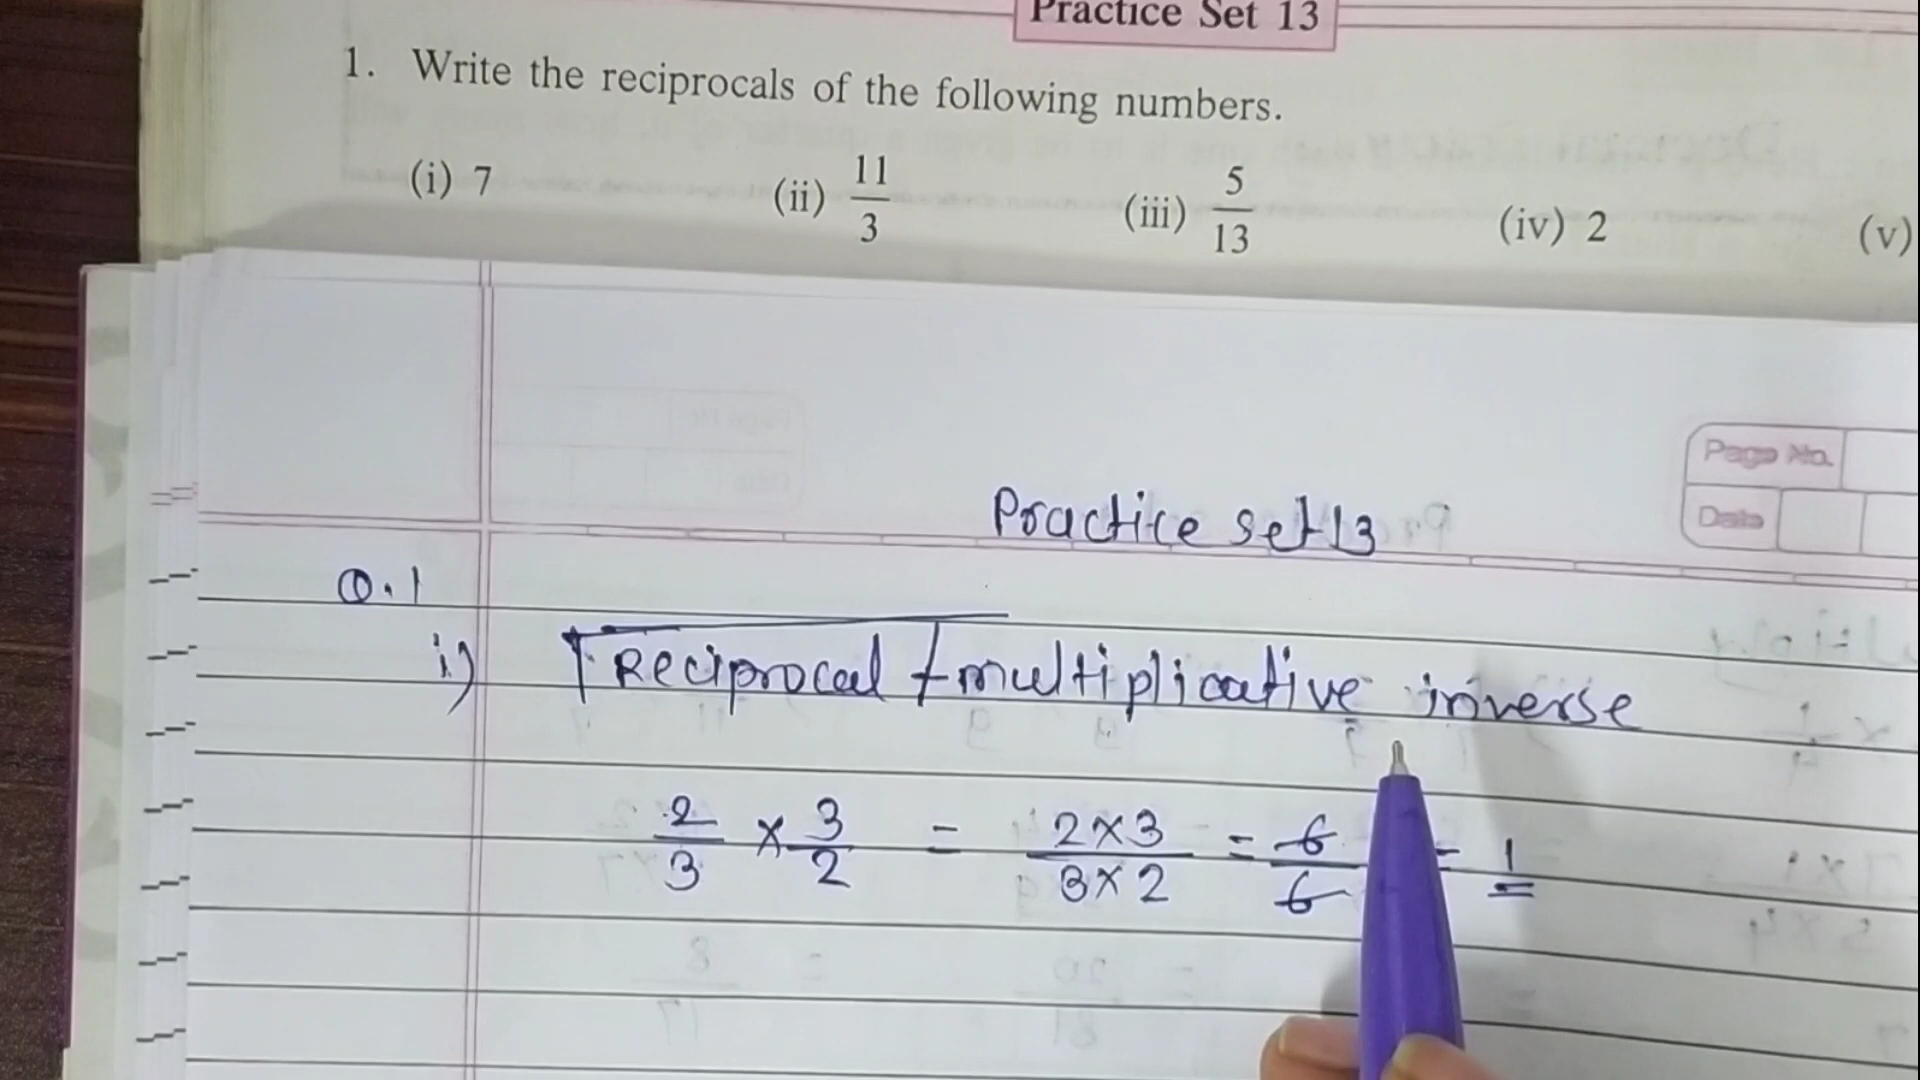 Practice Set 13
1. Write the reciprocals of the following numbers.
(i) 7 (ii) 11/3 (iii) 5/13 (iv) 2 (v)
Page No.
Date
Practice set 13
Q.1
i) Reciprocal / multiplicative inverse
2/3 × 3/2 = 2×3/3×2 = 6/6 = 1